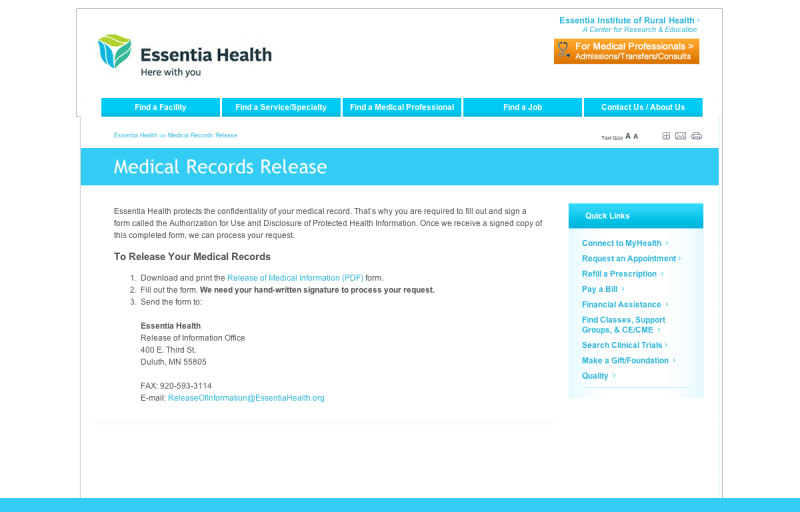 Essentia Institute of Rural Health ›
A Center for Research & Education
Essentia Health
Here with you
For Medical Professionals >
Admissions/Transfers/Consults
Find a Facility
Find a Service/Specialty
Find a Medical Professional
Find a Job
Contact Us / About Us
Essentia Health >> Medical Records Release
Text Size A A
Medical Records Release
Essentia Health protects the confidentiality of your medical record. That's why you are required to fill out and sign a
form called the Authorization for Use and Disclosure of Protected Health Information. Once we receive a signed copy of
this completed form, we can process your request.
To Release Your Medical Records
1. Download and print the Release of Medical Information (PDF) form.
2. Fill out the form. We need your hand-written signature to process your request.
3. Send the form to:
Essentia Health
Release of Information Office
400 E. Third St.
Duluth, MN 55805
FAX: 920-593-3114
E-mail: ReleaseOfInformation@EssentiaHealth.org
Quick Links
Connect to MyHealth ›
Request an Appointment ›
Refill a Prescription ›
Pay a Bill ›
Financial Assistance ›
Find Classes, Support
Groups, & CE/CME ›
Search Clinical Trials ›
Make a Gift/Foundation ›
Quality ›